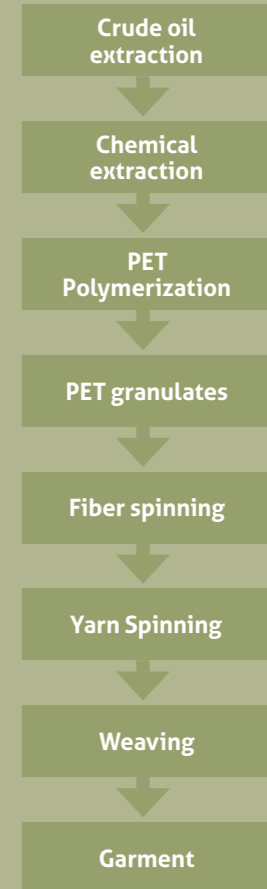 Crude oil
extraction
Chemical
extraction
PET
Polymerization
PET granulates
Fiber spinning
Yarn Spinning
Weaving
Garment